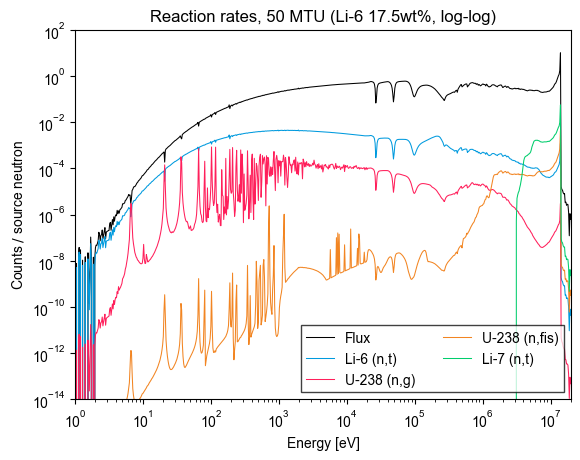 Reaction rates, 50 MTU (Li-6 17.5wt%, log-log)
Counts / source neutron
10^2
10^0
10^-2
10^-4
10^-6
10^-8
10^-10
10^-12
10^-14
Flux
Li-6 (n,t)
U-238 (n,g)
U-238 (n,fis)
Li-7 (n,t)
10^0 10^1 10^2 10^3 10^4 10^5 10^6 10^7
Energy [eV]